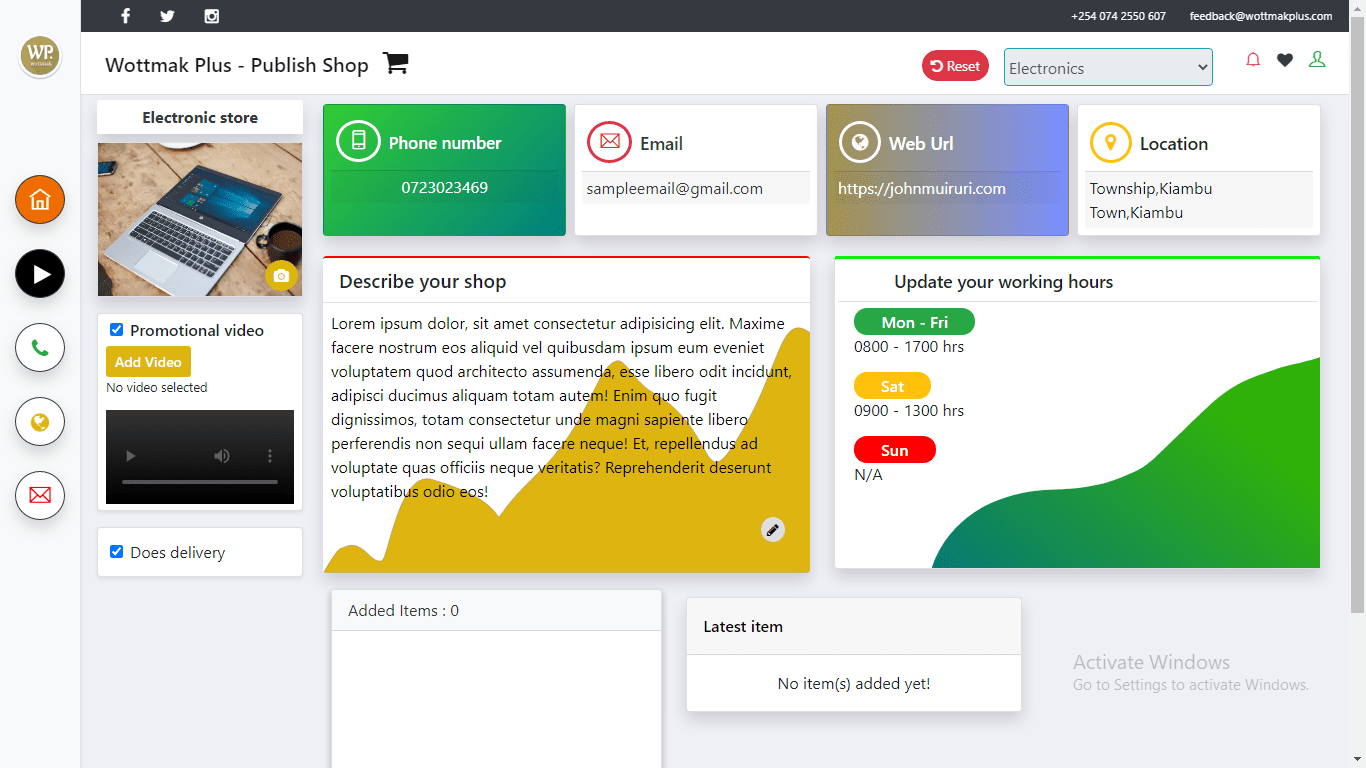 +254 074 2550 607 feedback@wottmakplus.com
WP.
Wottmak Plus - Publish Shop
Reset
Electronics
Electronic store
Phone number
0723023469
Email
sampleemail@gmail.com
Web Url
https://johnmuiruri.com
Location
Township,Kiambu
Town,Kiambu
Promotional video
Add Video
No video selected
Does delivery
Describe your shop
Lorem ipsum dolor, sit amet consectetur adipisicing elit. Maxime
facere nostrum eos aliquid vel quibusdam ipsum eum eveniet
voluptatem quod architecto assumenda, esse libero odit incidunt,
adipisci ducimus aliquam totam autem! Enim quo fugit
dignissimos, totam consectetur unde magni sapiente libero
perferendis non sequi ullam facere neque! Et, repellendus ad
voluptate quas officiis neque veritatis? Reprehenderit deserunt
voluptatibus odio eos!
Update your working hours
Mon - Fri
0800 - 1700 hrs
Sat
0900 - 1300 hrs
Sun
N/A
Added Items : 0
Latest item
No item(s) added yet!
Activate Windows
Go to Settings to activate Windows.